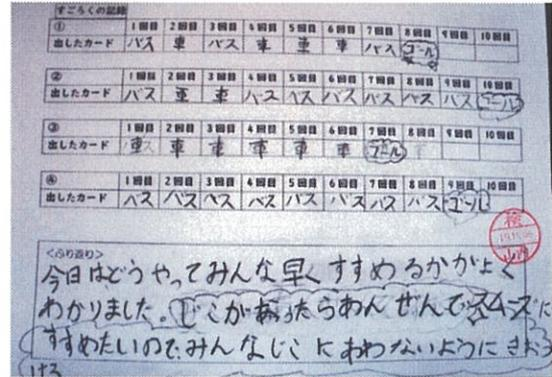 すごろくの記録
① 1回目 2回目 3回目 4回目 5回目 6回目 7回目 8回目 9回目 10回目
出したカード バス 車 バス 車 車 車 バス ゴール
② 1回目 2回目 3回目 4回目 5回目 6回目 7回目 8回目 9回目 10回目
出したカード バス 車 車 バス バス バス バス バス バス ゴール
③ 1回目 2回目 3回目 4回目 5回目 6回目 7回目 8回目 9回目 10回目
出したカード 車 車 車 車 車 車 ゴール
④ 1回目 2回目 3回目 4回目 5回目 6回目 7回目 8回目 9回目 10回目
出したカード バス バス バス バス バス バス バス バス ゴール
<ふり返り>
今日はどうやってみんな早くすすめるかがよく
わかりました。じこがあったらあんぜんでスムーズに
すすめたいのでみんなじこにあわないようにきおつ
ける